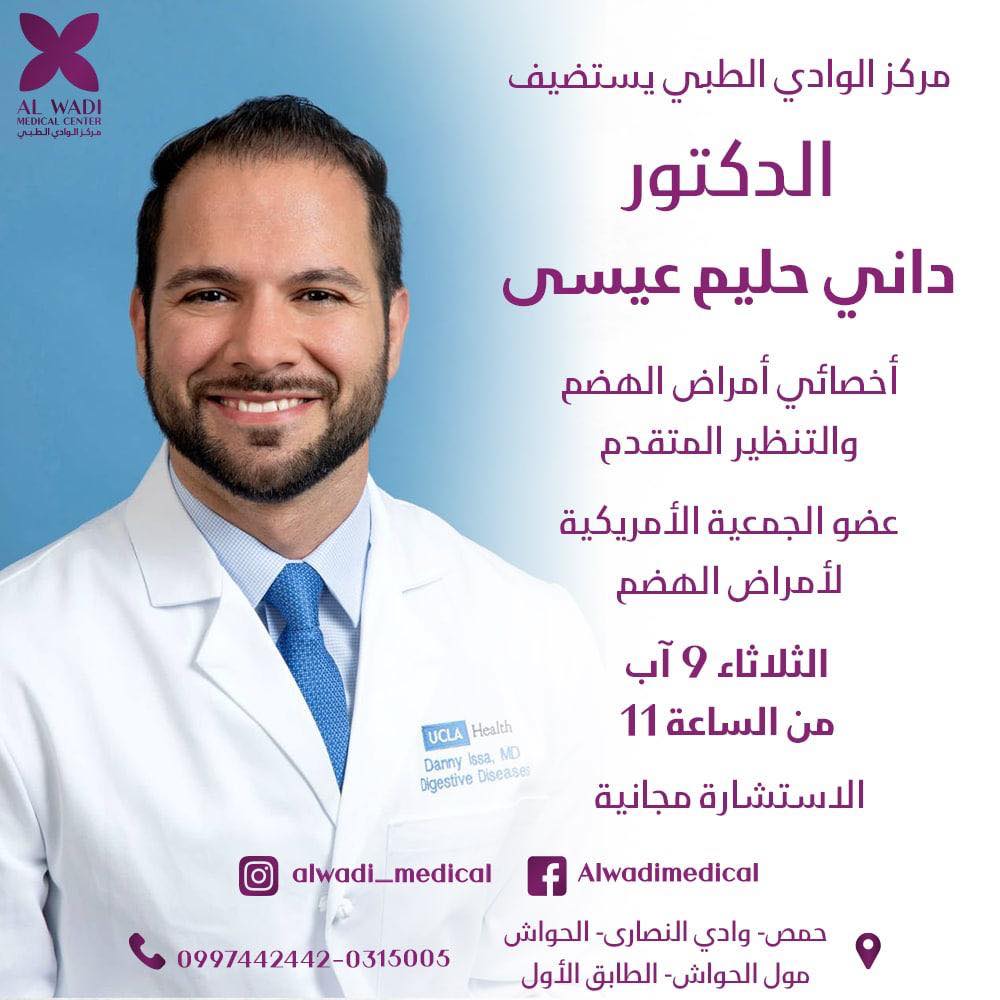 AL WADI
MEDICAL CENTER
مركز الوادي الطبي
مركز الوادي الطبي يستضيف
الدكتور
داني حليم عيسى
أخصائي أمراض الهضم
والتنظير المتقدم
عضو الجمعية الأمريكية
لأمراض الهضم
الثلاثاء 9 آب
من الساعة 11
الاستشارة مجانية
UCLA Health
Danny Issa, MD
Digestive Diseases
alwadi_medical
Alwadimedical
حمص- وادي النصارى- الحواش
مول الحواش- الطابق الأول
0997442442-0315005